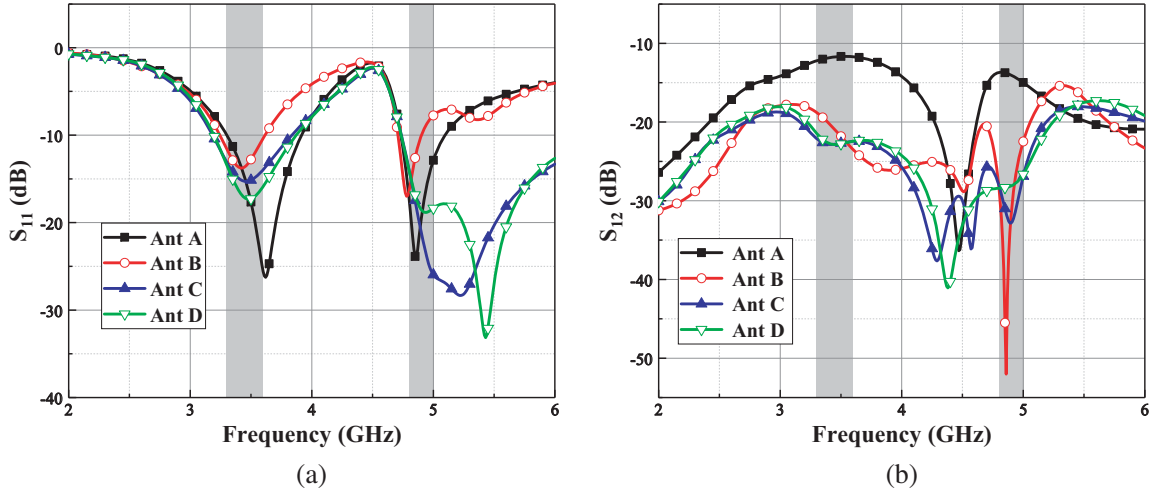 0
-10
-20
-30
-40
S11 (dB)
Ant A
Ant B
Ant C
Ant D
2 3 4 5 6
Frequency (GHz)
(a)
-10
-20
-30
-40
-50
S12 (dB)
Ant A
Ant B
Ant C
Ant D
2 3 4 5 6
Frequency (GHz)
(b)